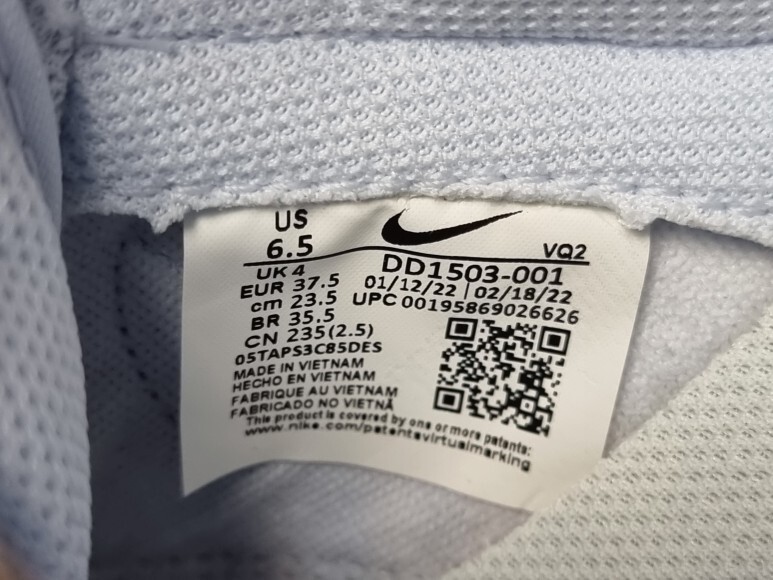 US
6.5
VQ2
UK 4
EUR 37.5
cm 23.5
BR 35.5
CN 235(2.5)
DD1503-001
01/12/22 | 02/18/22
UPC 00195869026626
05TAPS3C85DES
MADE IN VIETNAM
HECHO EN VIETNAM
FABRIQUE AU VIETNAM
FABRICADO NO VIETNÃ
This product is covered by one or more patents:
www.nike.com/patentsvirtualmarking